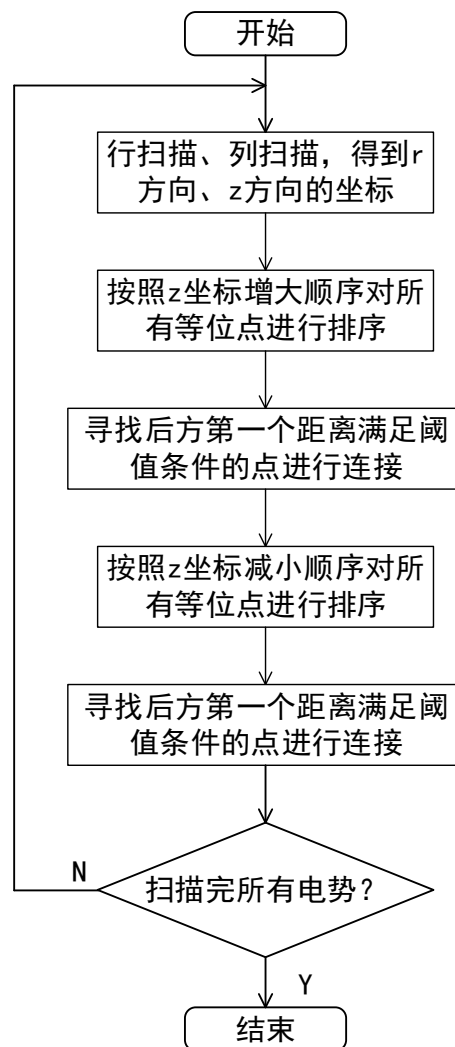 开始
行扫描、列扫描，得到r
方向、z方向的坐标
按照z坐标增大顺序对所
有等位点进行排序
寻找后方第一个距离满足阈
值条件的点进行连接
按照z坐标减小顺序对所
有等位点进行排序
寻找后方第一个距离满足阈
值条件的点进行连接
N
扫描完所有电势？
Y
结束